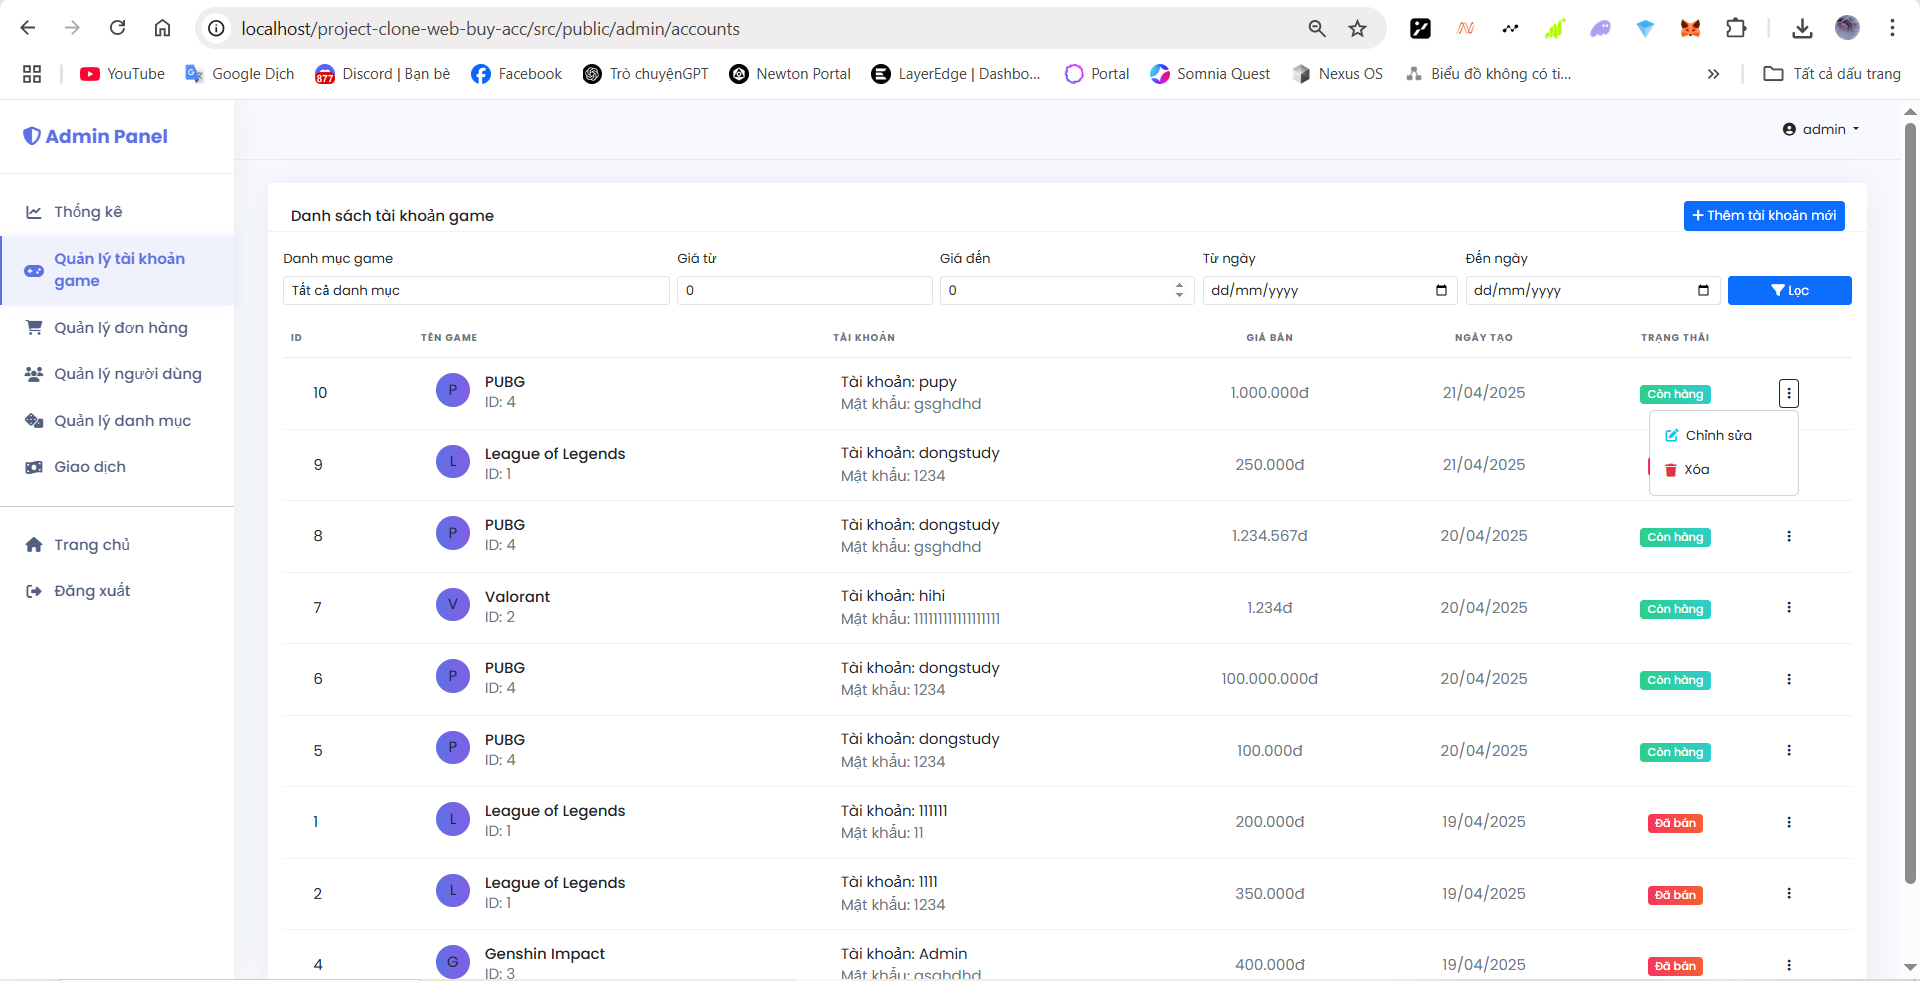 localhost/project-clone-web-buy-acc/src/public/admin/accounts
YouTube
Google Dịch
877
Discord | Bạn bè
Facebook
Trò chuyệnGPT
Newton Portal
LayerEdge | Dashbo...
Portal
Somnia Quest
Nexus OS
Biểu đồ không có ti...
Tất cả dấu trang
Admin Panel
admin
Thống kê
Quản lý tài khoản
game
Quản lý đơn hàng
Quản lý người dùng
Quản lý danh mục
Giao dịch
Trang chủ
Đăng xuất
Danh sách tài khoản game
+ Thêm tài khoản mới
Danh mục game
Giá từ
Giá đến
Từ ngày
Đến ngày
Tất cả danh mục
0
0
dd/mm/yyyy
dd/mm/yyyy
Lọc
ID TÊN GAME TÀI KHOẢN GIÁ BÁN NGÀY TẠO TRẠNG THÁI
10 P PUBG Tài khoản: pupy 1.000.000đ 21/04/2025 Còn hàng
ID: 4 Mật khẩu: gsghdhd
Chỉnh sửa
Xóa
9 L League of Legends Tài khoản: dongstudy 250.000đ 21/04/2025
ID: 1 Mật khẩu: 1234
8 P PUBG Tài khoản: dongstudy 1.234.567đ 20/04/2025 Còn hàng
ID: 4 Mật khẩu: gsghdhd
7 V Valorant Tài khoản: hihi 1.234đ 20/04/2025 Còn hàng
ID: 2 Mật khẩu: 111111111111111111
6 P PUBG Tài khoản: dongstudy 100.000.000đ 20/04/2025 Còn hàng
ID: 4 Mật khẩu: 1234
5 P PUBG Tài khoản: dongstudy 100.000đ 20/04/2025 Còn hàng
ID: 4 Mật khẩu: 1234
1 L League of Legends Tài khoản: 111111 200.000đ 19/04/2025 Đã bán
ID: 1 Mật khẩu: 11
2 L League of Legends Tài khoản: 1111 350.000đ 19/04/2025 Đã bán
ID: 1 Mật khẩu: 1234
4 G Genshin Impact Tài khoản: Admin 400.000đ 19/04/2025 Đã bán
ID: 3 Mật khẩu: gsghdhd